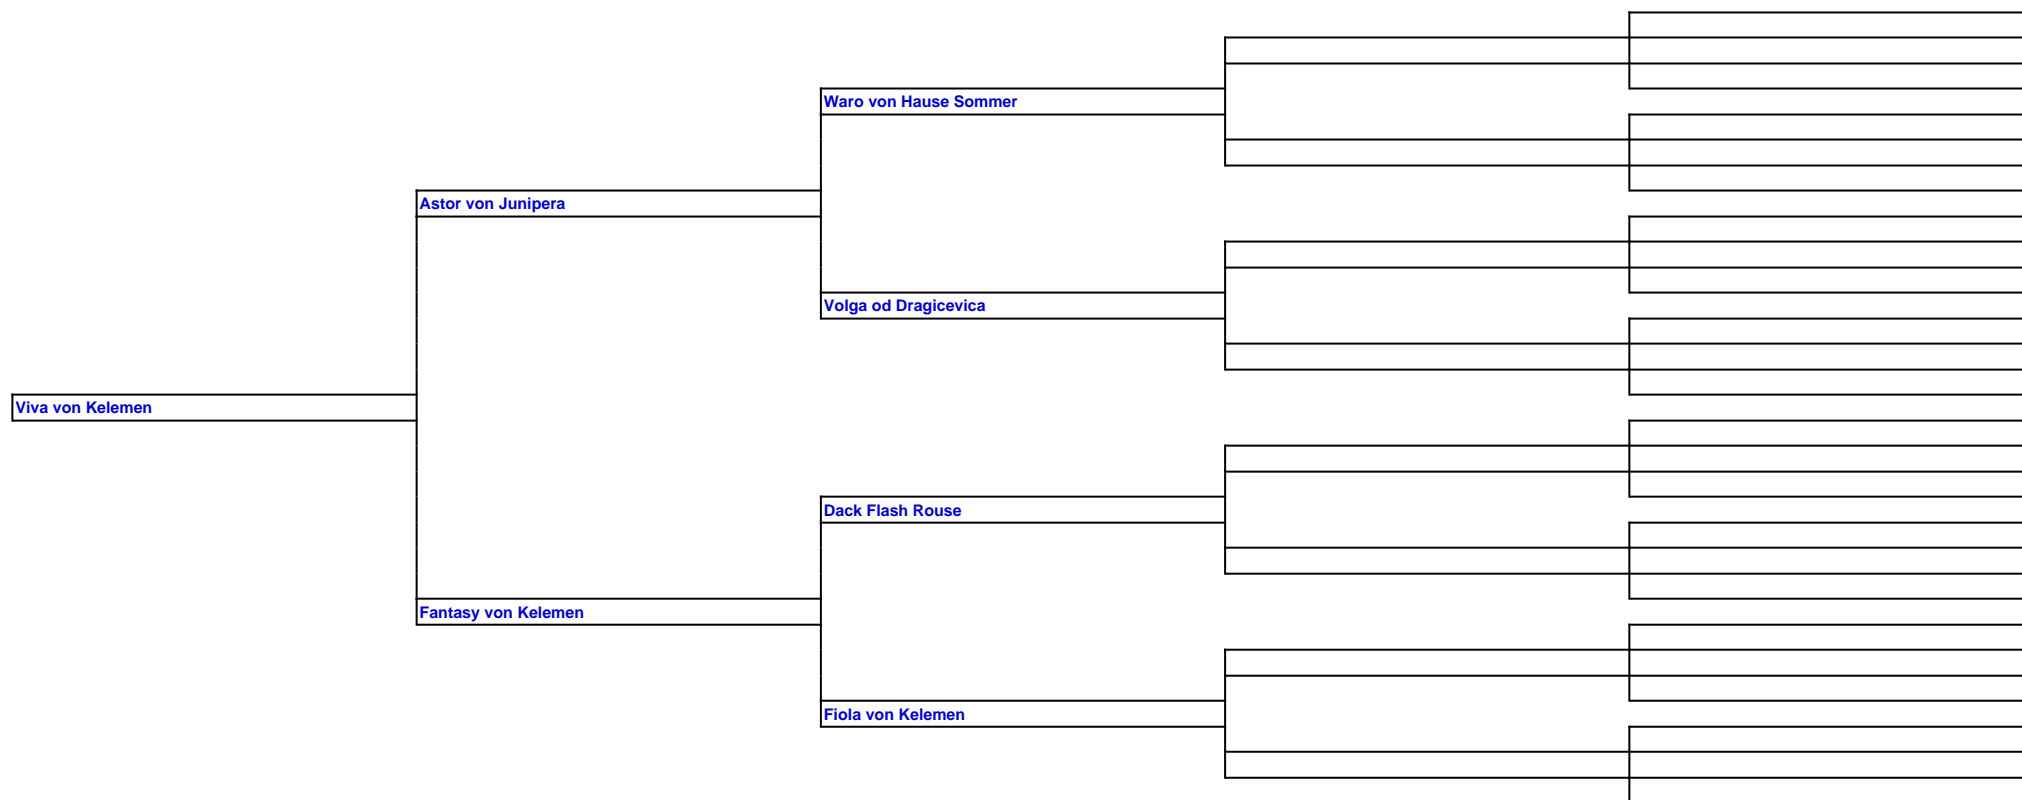 Waro von Hause Sommer
Astor von Junipera
Volga od Dragicevica
Viva von Kelemen
Dack Flash Rouse
Fantasy von Kelemen
Fiola von Kelemen